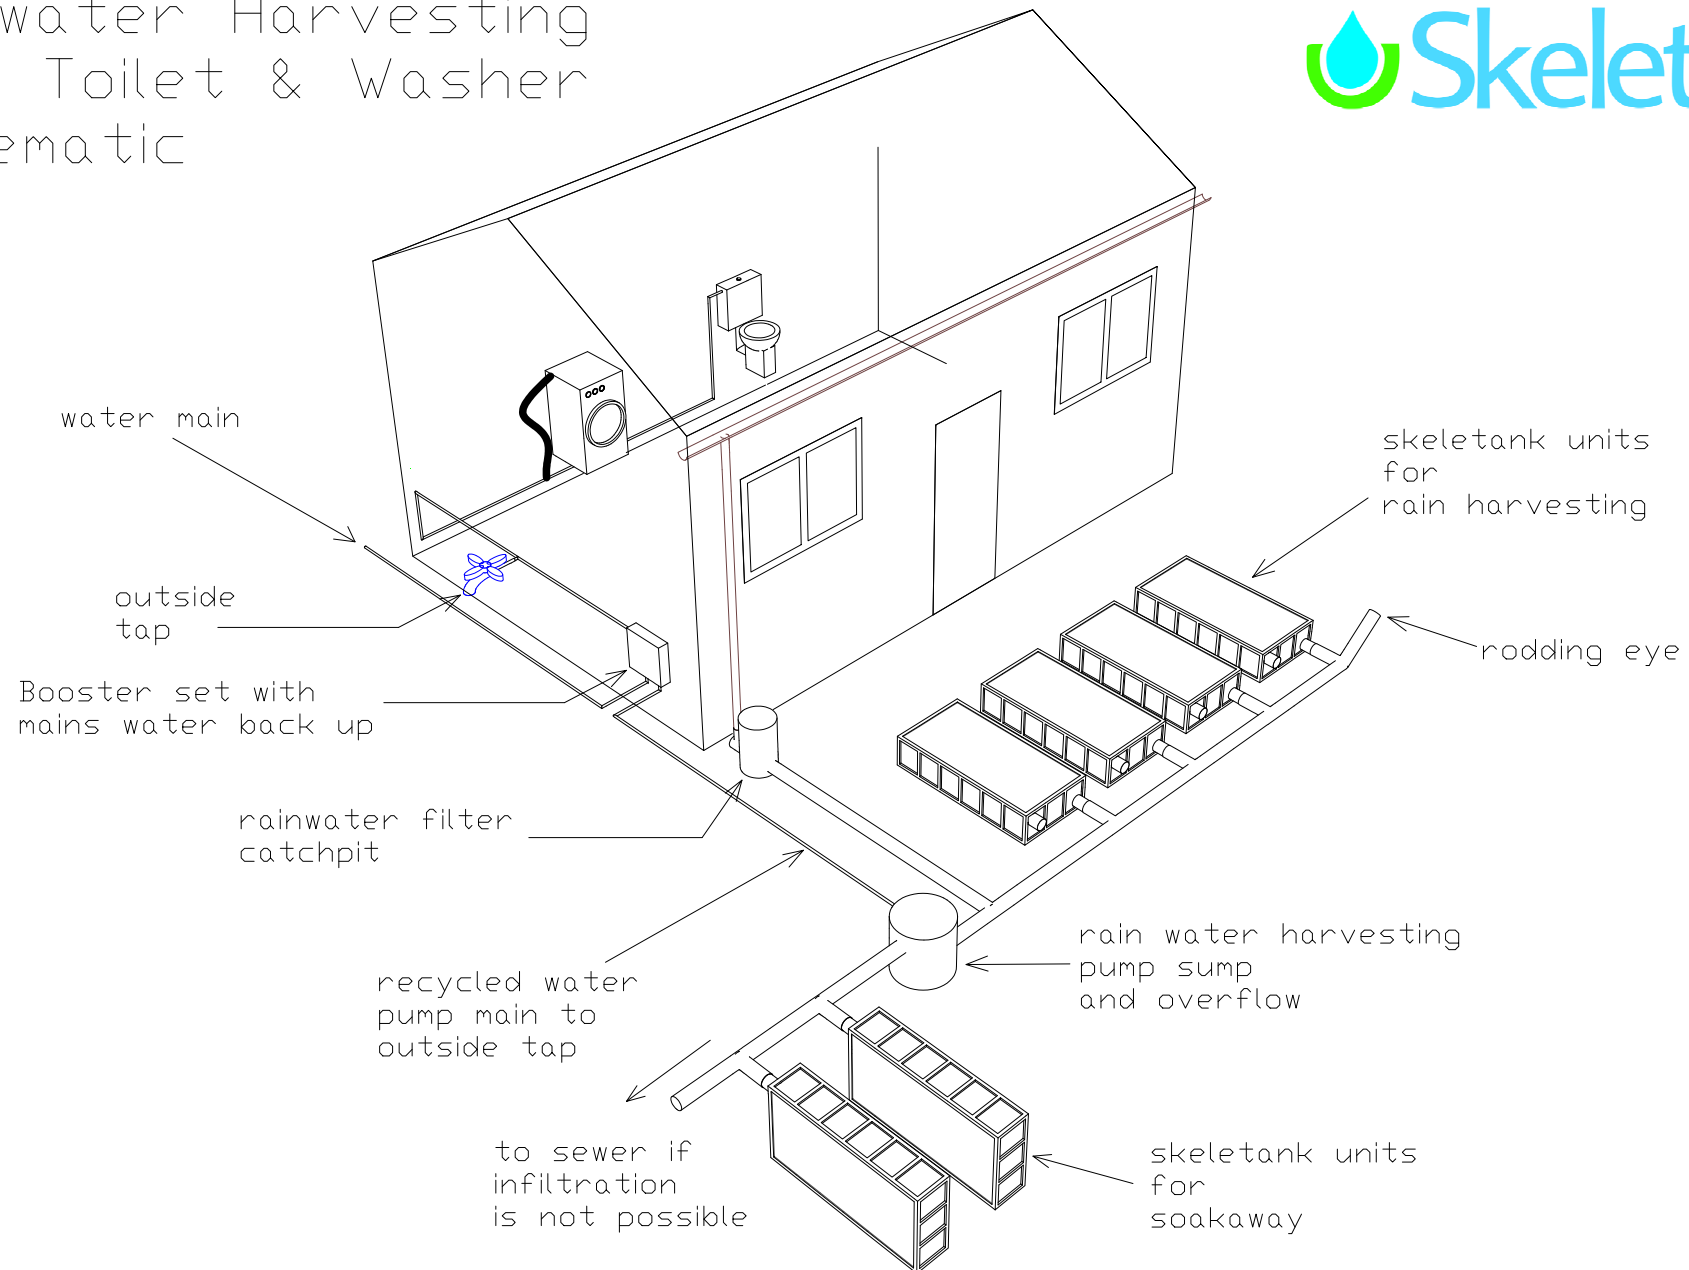 water Harvesting
Toilet & Washer
ematic
Skelet
water main
outside
tap
Booster set with
mains water back up
rainwater filter
catchpit
recycled water
pump main to
outside tap
to sewer if
infiltration
is not possible
skeletank units
for
rain harvesting
rodding eye
rain water harvesting
pump sump
and overflow
skeletank units
for
soakaway